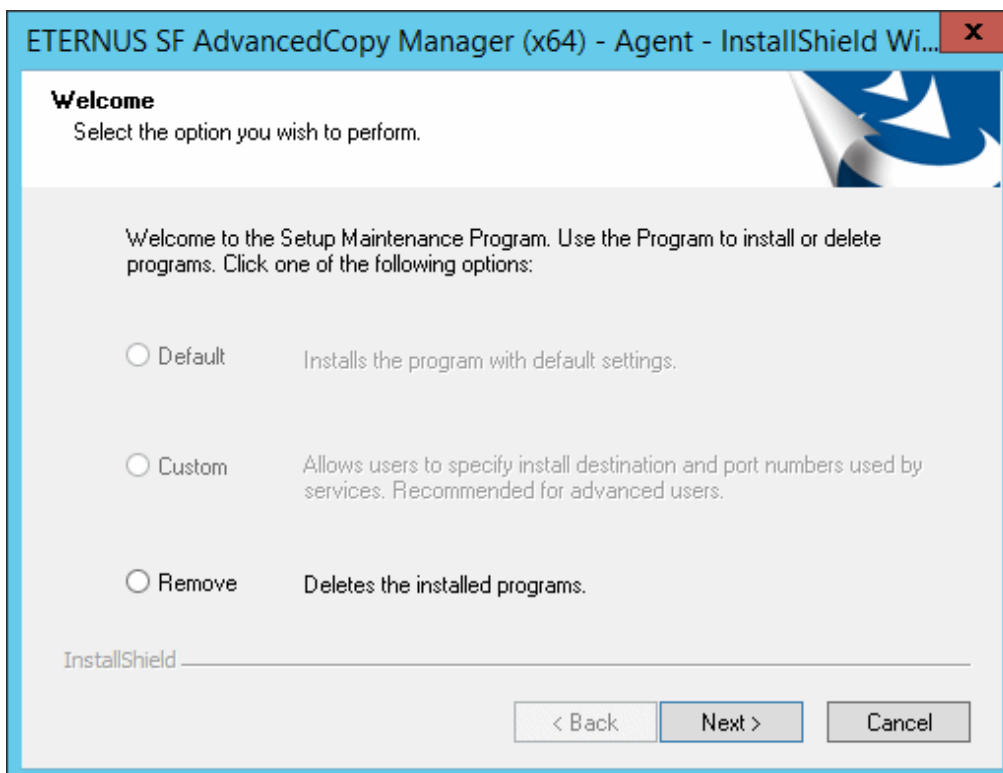 ETERNUS SF AdvancedCopy Manager (x64) - Agent - InstallShield Wi...
x
Welcome
Select the option you wish to perform.
Welcome to the Setup Maintenance Program. Use the Program to install or delete
programs. Click one of the following options:
Default
Installs the program with default settings.
Custom
Allows users to specify install destination and port numbers used by
services. Recommended for advanced users.
Remove
Deletes the installed programs.
InstallShield
< Back
Next >
Cancel